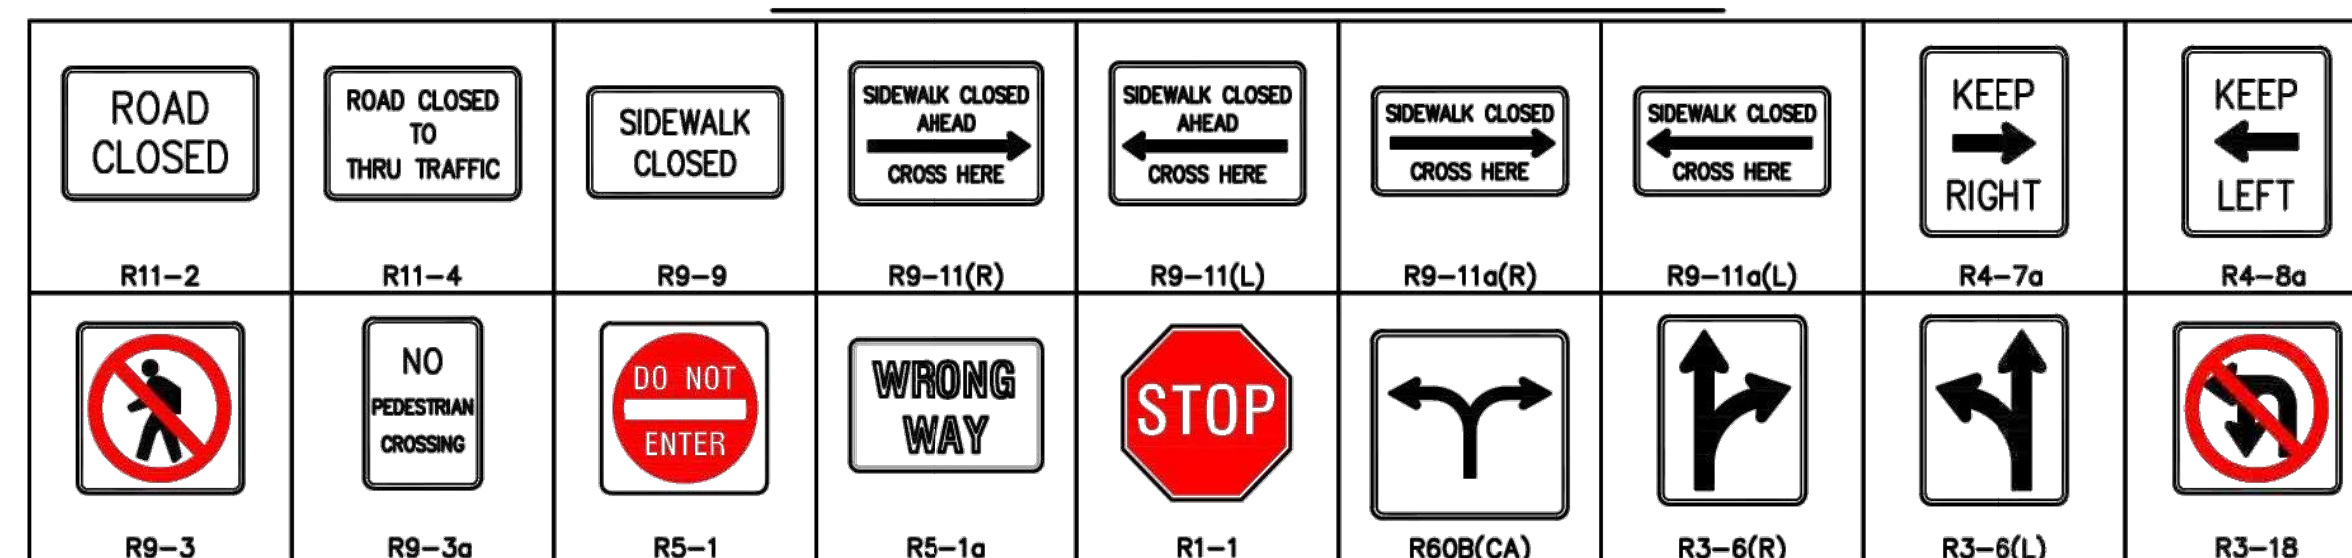 ROAD
CLOSED
R11-2
ROAD CLOSED
TO
THRU TRAFFIC
R11-4
SIDEWALK
CLOSED
R9-9
SIDEWALK CLOSED
AHEAD
CROSS HERE
R9-11(R)
SIDEWALK CLOSED
AHEAD
CROSS HERE
R9-11(L)
SIDEWALK CLOSED
CROSS HERE
R9-11a(R)
SIDEWALK CLOSED
CROSS HERE
R9-11a(L)
KEEP
RIGHT
R4-7a
KEEP
LEFT
R4-8a
R9-3
NO
PEDESTRIAN
CROSSING
R9-3a
DO NOT
ENTER
R5-1
WRONG
WAY
R5-1a
STOP
R1-1
R60B(CA)
R3-6(R)
R3-6(L)
R3-18